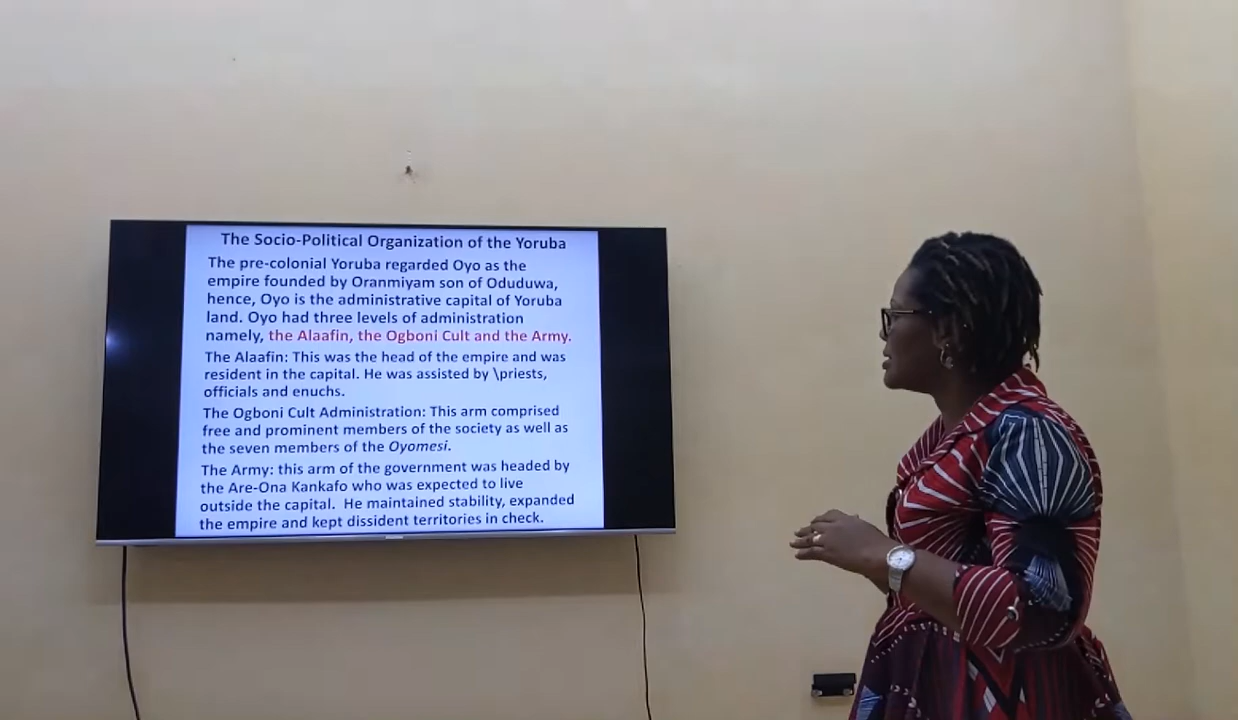 The Socio-Political Organization of the Yoruba
The pre-colonial Yoruba regarded Oyo as the
empire founded by Oranmiyam son of Oduduwa,
hence, Oyo is the administrative capital of Yoruba
land. Oyo had three levels of administration
namely, the Alaafin, the Ogboni Cult and the Army.
The Alaafin: This was the head of the empire and was
resident in the capital. He was assisted by \priests,
officials and enuchs.
The Ogboni Cult Administration: This arm comprised
free and prominent members of the society as well as
the seven members of the Oyomesi.
The Army: this arm of the government was headed by
the Are-Ona Kankafo who was expected to live
outside the capital. He maintained stability, expanded
the empire and kept dissident territories in check.